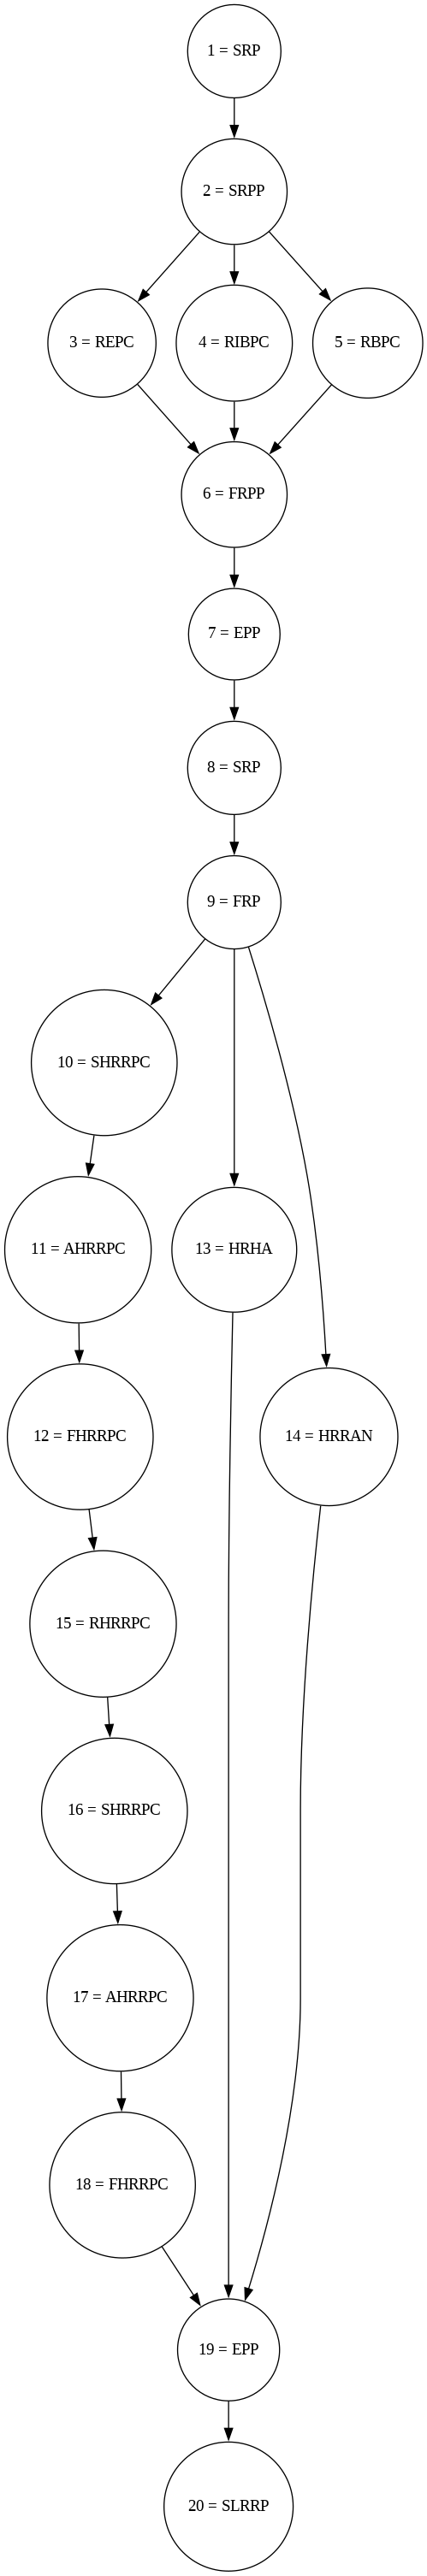 1 = SRP
2 = SRPP
3 = REPC
4 = RIBPC
5 = RBPC
6 = FRPP
7 = EPP
8 = SRP
9 = FRP
10 = SHRRPC
11 = AHRRPC
13 = HRHA
12 = FHRRPC
14 = HRRAN
15 = RHRRPC
16 = SHRRPC
17 = AHRRPC
18 = FHRRPC
19 = EPP
20 = SLRRP